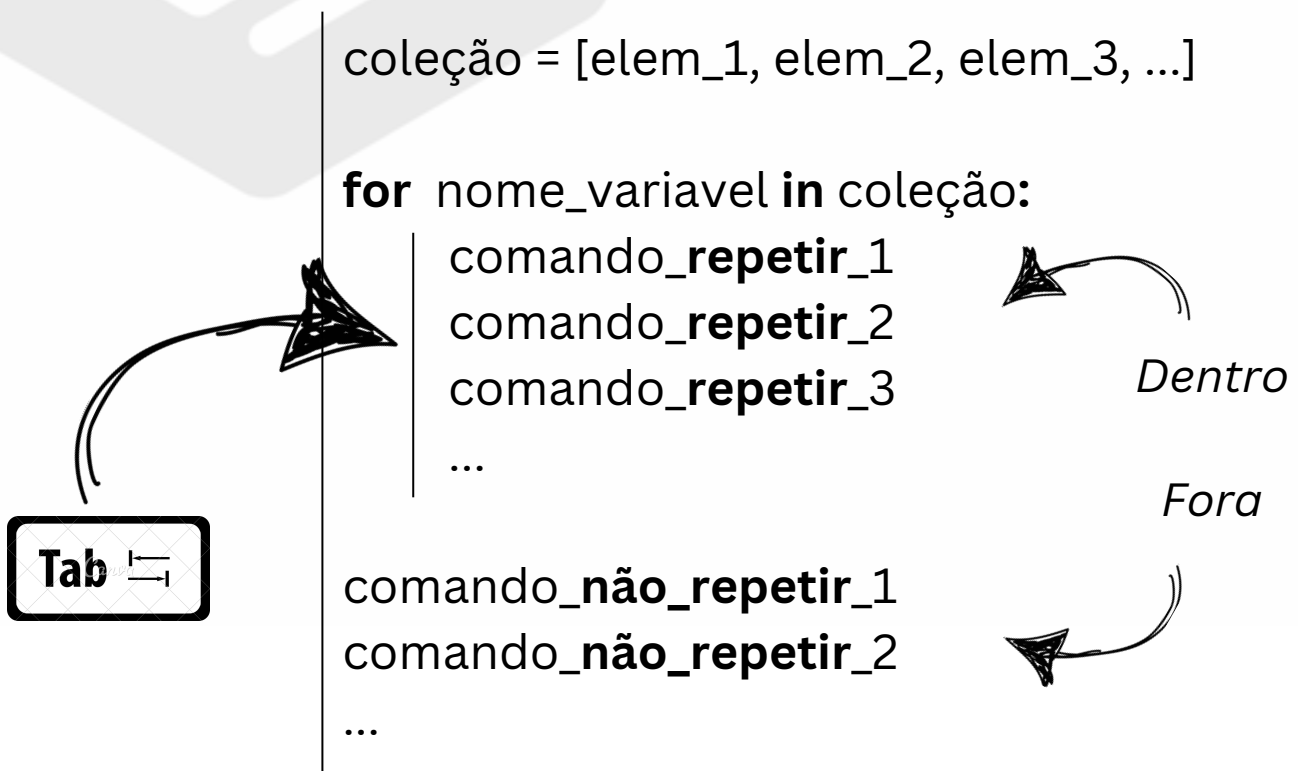 coleção = [elem_1, elem_2, elem_3, ...]
for nome_variavel in coleção:
comando_repetir_1
comando_repetir_2
comando_repetir_3
...
Dentro
Fora
Tab
comando_não_repetir_1
comando_não_repetir_2
...